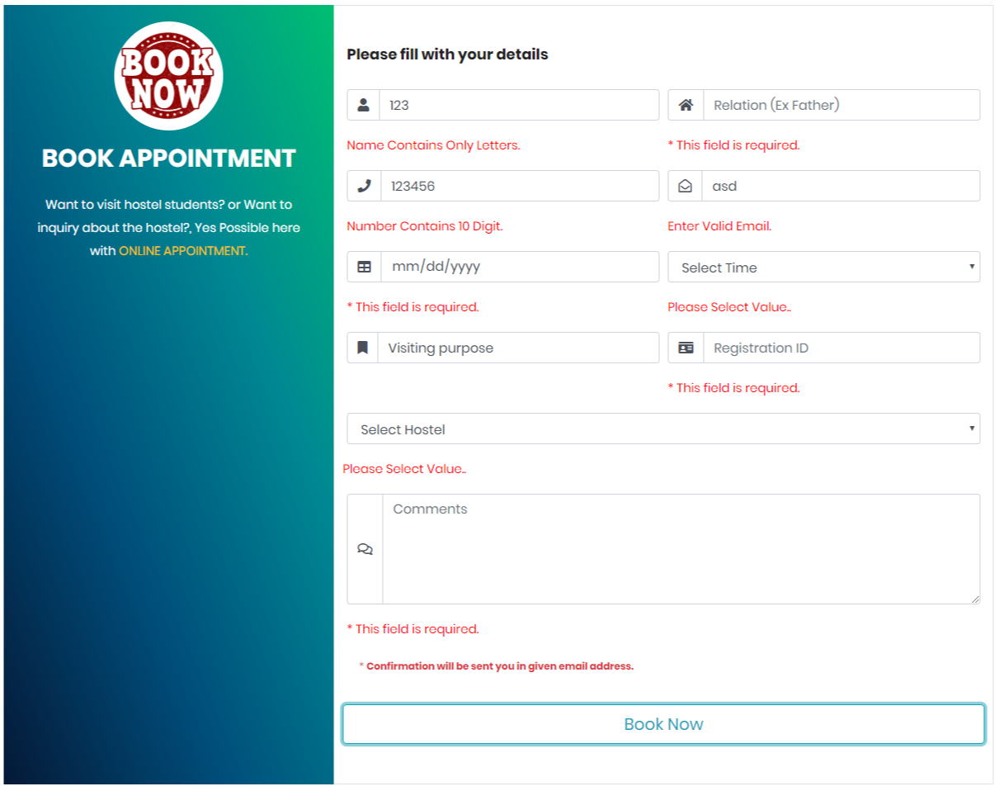 BOOK
NOW
BOOK APPOINTMENT
Want to visit hostel students? or Want to
inquiry about the hostel?, Yes Possible here
with ONLINE APPOINTMENT.
Please fill with your details
123
Relation (Ex Father)
Name Contains Only Letters.
* This field is required.
123456
asd
Number Contains 10 Digit.
Enter Valid Email.
mm/dd/yyyy
Select Time
* This field is required.
Please Select Value..
Visiting purpose
Registration ID
* This field is required.
Select Hostel
Please Select Value..
Comments
* This field is required.
* Confirmation will be sent you in given email address.
Book Now